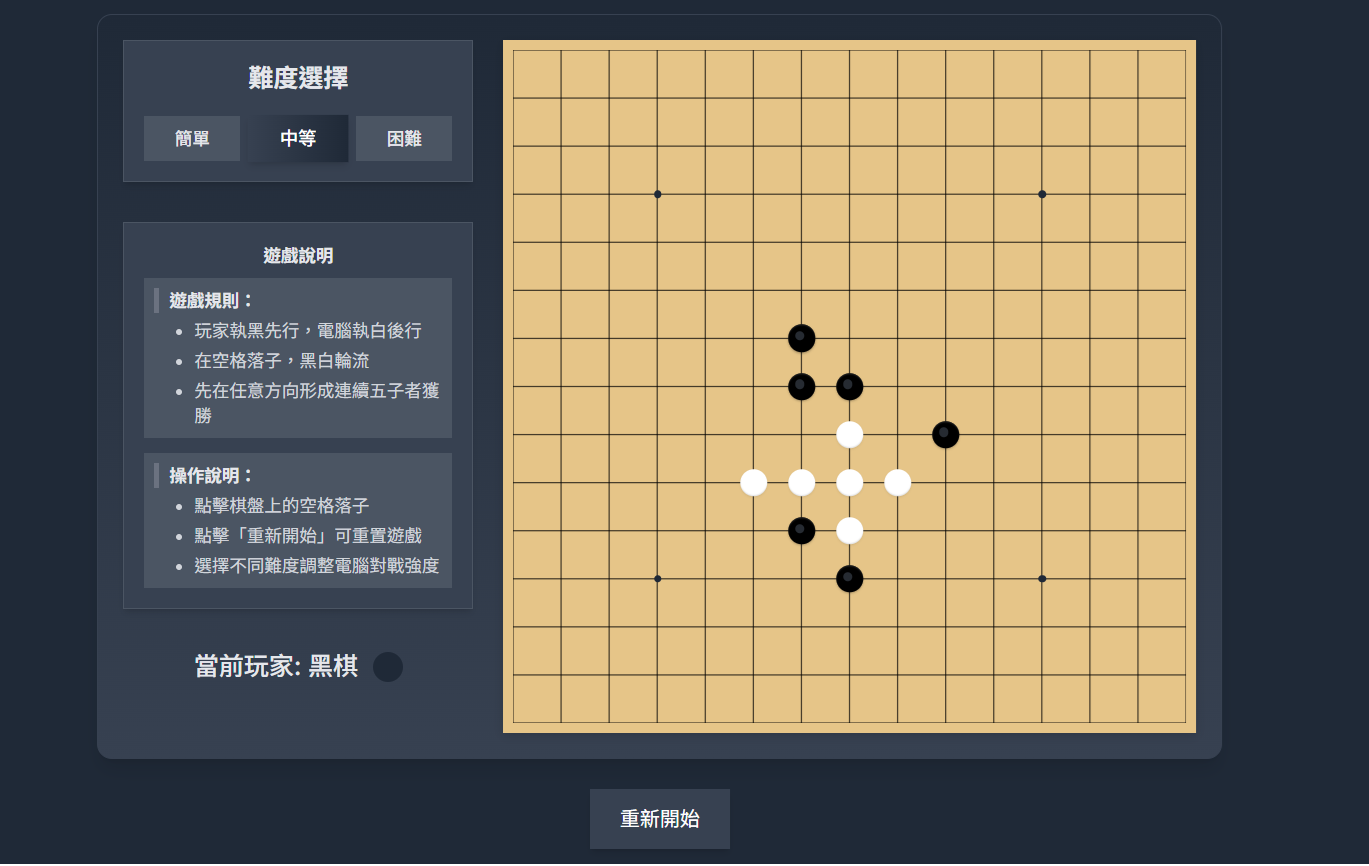 難度選擇
簡單
中等
困難
遊戲說明
遊戲規則：
玩家執黑先行，電腦執白後行
在空格落子，黑白輪流
先在任意方向形成連續五子者獲
勝
操作說明：
點擊棋盤上的空格落子
點擊「重新開始」可重置遊戲
選擇不同難度調整電腦對戰強度
當前玩家: 黑棋
重新開始